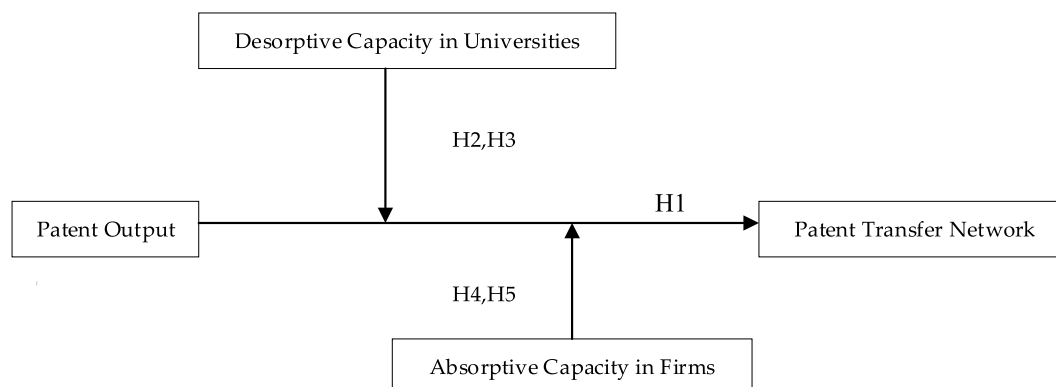 Desorptive Capacity in Universities
H2,H3
H1
Patent Output
Patent Transfer Network
H4,H5
Absorptive Capacity in Firms